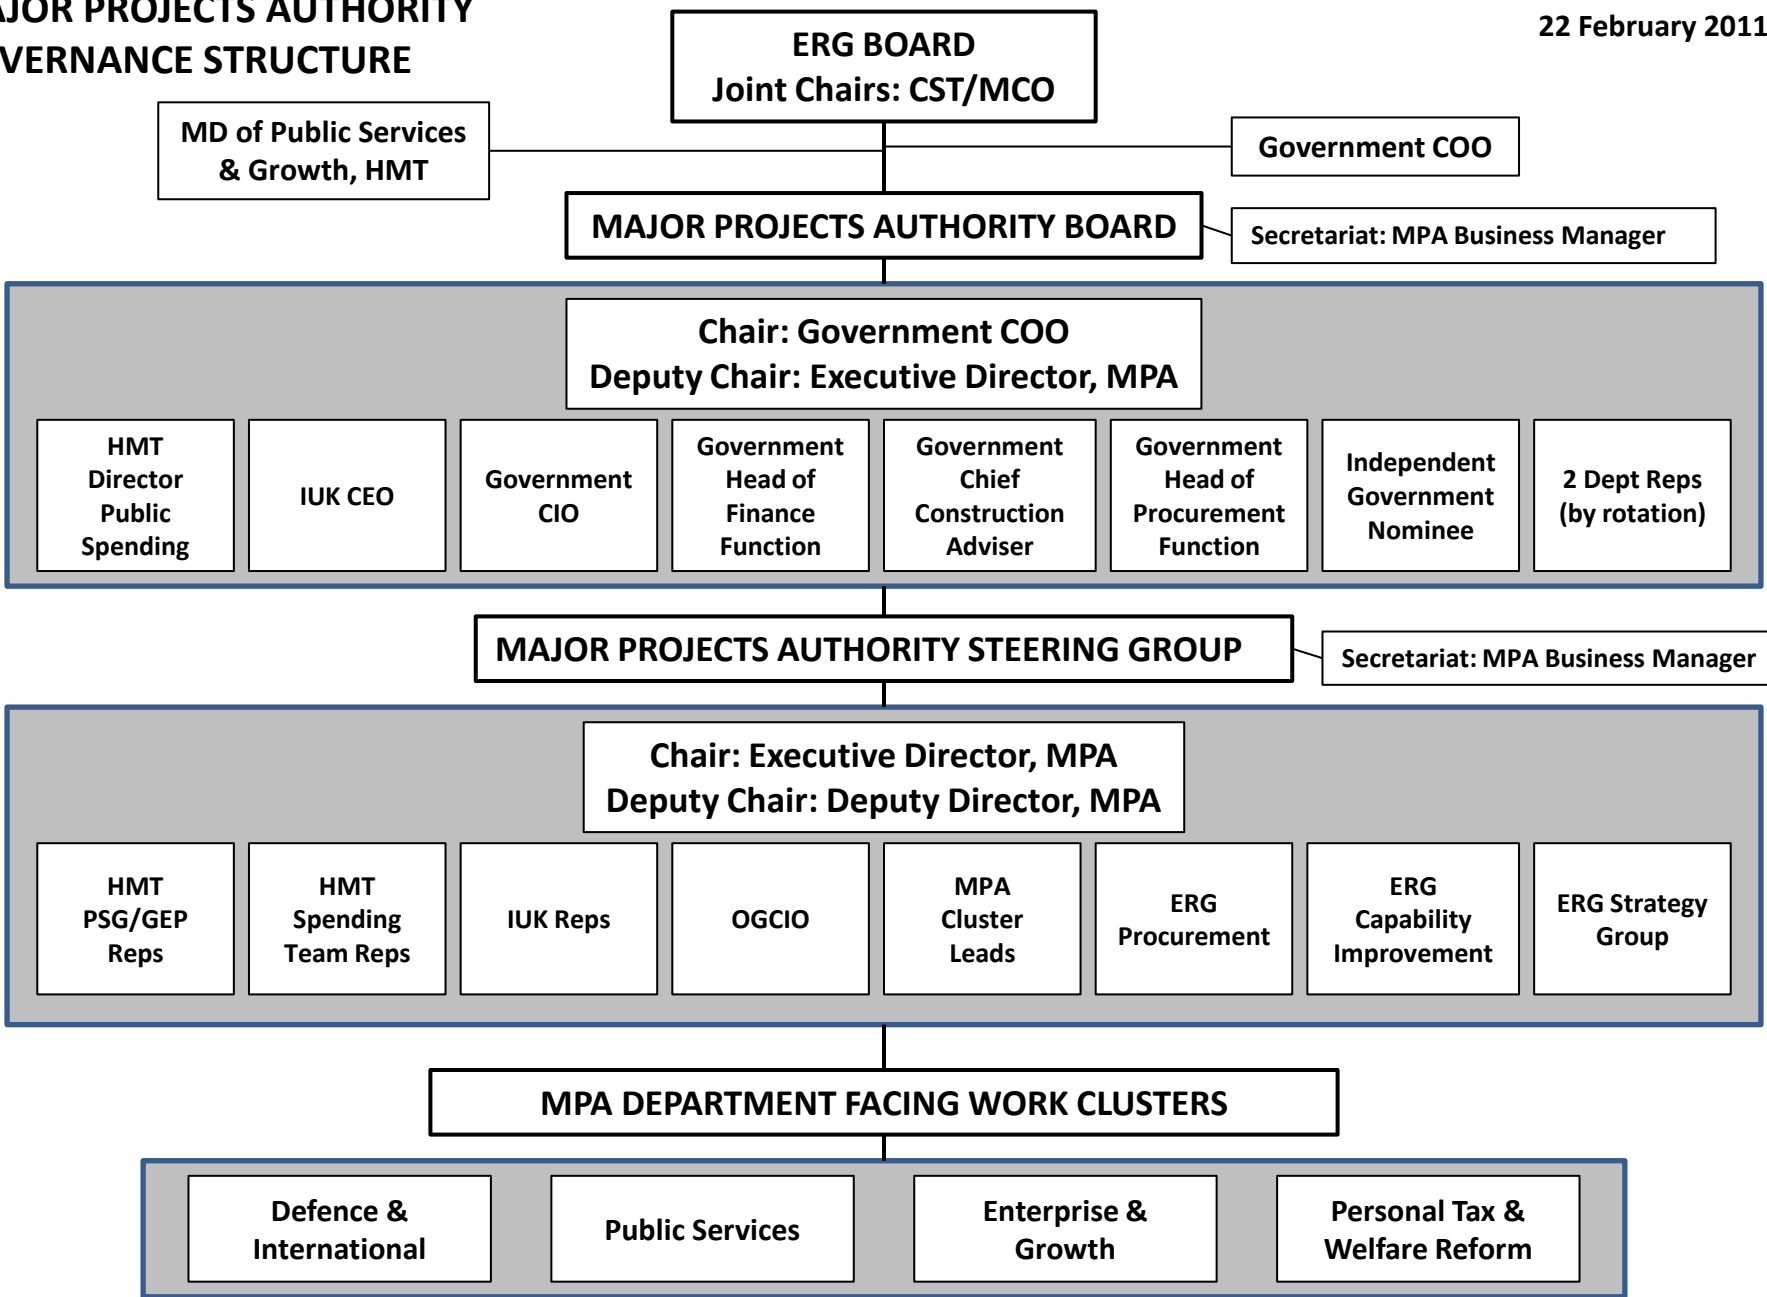 AJOR PROJECTS AUTHORITY
VERNANCE STRUCTURE
22 February 2011
ERG BOARD
Joint Chairs: CST/MCO
MD of Public Services
& Growth, HMT
Government COO
MAJOR PROJECTS AUTHORITY BOARD
Secretariat: MPA Business Manager
Chair: Government COO
Deputy Chair: Executive Director, MPA
HMT
Director
Public
Spending
IUK CEO
Government
CIO
Government
Head of
Finance
Function
Government
Chief
Construction
Adviser
Government
Head of
Procurement
Function
Independent
Government
Nominee
2 Dept Reps
(by rotation)
MAJOR PROJECTS AUTHORITY STEERING GROUP
Secretariat: MPA Business Manager
Chair: Executive Director, MPA
Deputy Chair: Deputy Director, MPA
HMT
PSG/GEP
Reps
HMT
Spending
Team Reps
IUK Reps
OGCIO
MPA
Cluster
Leads
ERG
Procurement
ERG
Capability
Improvement
ERG Strategy
Group
MPA DEPARTMENT FACING WORK CLUSTERS
Defence &
International
Public Services
Enterprise &
Growth
Personal Tax &
Welfare Reform